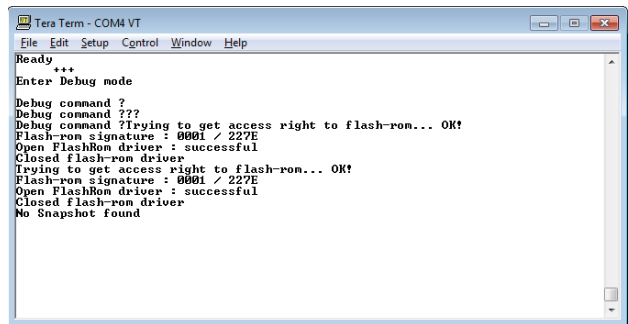 Tera Term - COM4 VT
File Edit Setup Control Window Help
Ready
+++
Enter Debug mode
Debug command ?
Debug command ???
Debug command ?Trying to get access right to flash-rom... OK!
Flash-rom signature : 0001 / 227E
Open FlashRom driver : successful
Closed flash-rom driver
Trying to get access right to flash-rom... OK!
Flash-rom signature : 0001 / 227E
Open FlashRom driver : successful
Closed flash-rom driver
No Snapshot found